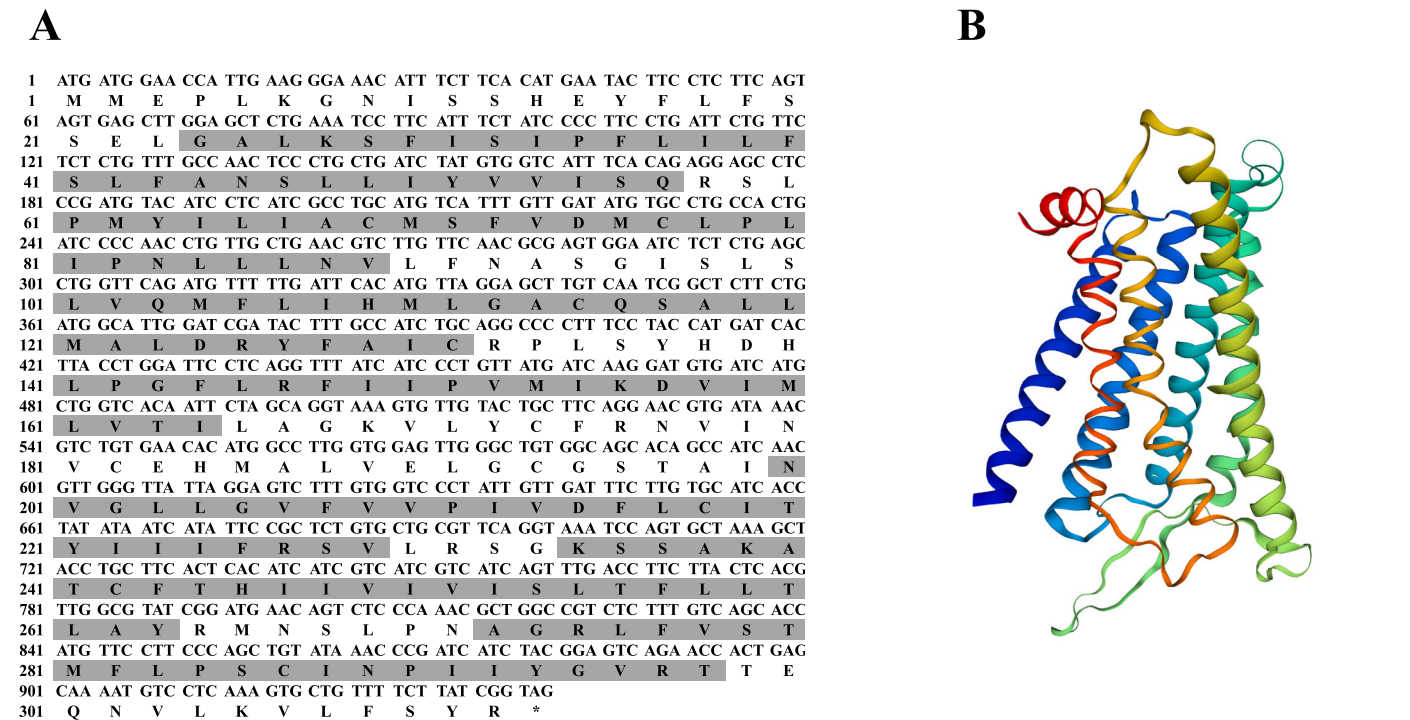 A
B
1 ATG ATG GAA CCA TTG AAG GGA AAC ATT TCT TCA CAT GAA TAC TTC CTC TTC AGT
1 M M E P L K G N I S S H E Y F L F S
61 AGT GAG CTT GGA GCT CTG AAA TCC TTC ATT TCT ATC CCC TTC CTG ATT CTG TTC
21 S E L G A L K S F I S I P F L I L F
121 TCT CTG TTT GCC AAC TCC CTG CTG ATC TAT GTG GTC ATT TCA CAG AGG AGC CTC
41 S L F A N S L L I Y V V I S Q R S L
181 CCG ATG TAC ATC CTC ATC GCC TGC ATG TCA TTT GTT GAT ATG TGC CTG CCA CTG
61 P M Y I L I A C M S F V D M C L P L
241 ATC CCC AAC CTG TTG CTG AAC GTC TTG TTC AAC GCG AGT GGA ATC TCT CTG AGC
81 I P N L L L N V L F N A S G I S L S
301 CTG GTT CAG ATG TTT TTG ATT CAC ATG TTA GGA GCT TGT CAA TCG GCT CTT CTG
101 L V Q M F L I H M L G A C Q S A L L
361 ATG GCA TTG GAT CGA TAC TTT GCC ATC TGC AGG CCC CTT TCC TAC CAT GAT CAC
121 M A L D R Y F A I C R P L S Y H D H
421 TTA CCT GGA TTC CTC AGG TTT ATC ATC CCT GTT ATG ATC AAG GAT GTG ATC ATG
141 L P G F L R F I I P V M I K D V I M
481 CTG GTC ACA ATT CTA GCA GGT AAA GTG TTG TAC TGC TTC AGG AAC GTG ATA AAC
161 L V T I L A G K V L Y C F R N V I N
541 GTC TGT GAA CAC ATG GCC TTG GTG GAG TTG GGC TGT GGC AGC ACA GCC ATC AAC
181 V C E H M A L V E L G C G S T A I N
601 GTT GGG TTA TTA GGA GTC TTT GTG GTC CCT ATT GTT GAT TTC TTG TGC ATC ACC
201 V G L L G V F V V P I V D F L C I T
661 TAT ATA ATC ATA TTC CGC TCT GTG CTG CGT TCA GGT AAA TCC AGT GCT AAA GCT
221 Y I I I F R S V L R S G K S S A K A
721 ACC TGC TTC ACT CAC ATC ATC GTC ATC GTC ATC AGT TTG ACC TTC TTA CTC ACG
241 T C F T H I I V I V I S L T F L L T
781 TTG GCG TAT CGG ATG AAC AGT CTC CCA AAC GCT GGC CGT CTC TTT GTC AGC ACC
261 L A Y R M N S L P N A G R L F V S T
841 ATG TTC CTT CCC AGC TGT ATA AAC CCG ATC ATC TAC GGA GTC AGA ACC ACT GAG
281 M F L P S C I N P I I Y G V R T T E
901 CAA AAT GTC CTC AAA GTG CTG TTT TCT TAT CGG TAG
301 Q N V L K V L F S Y R *